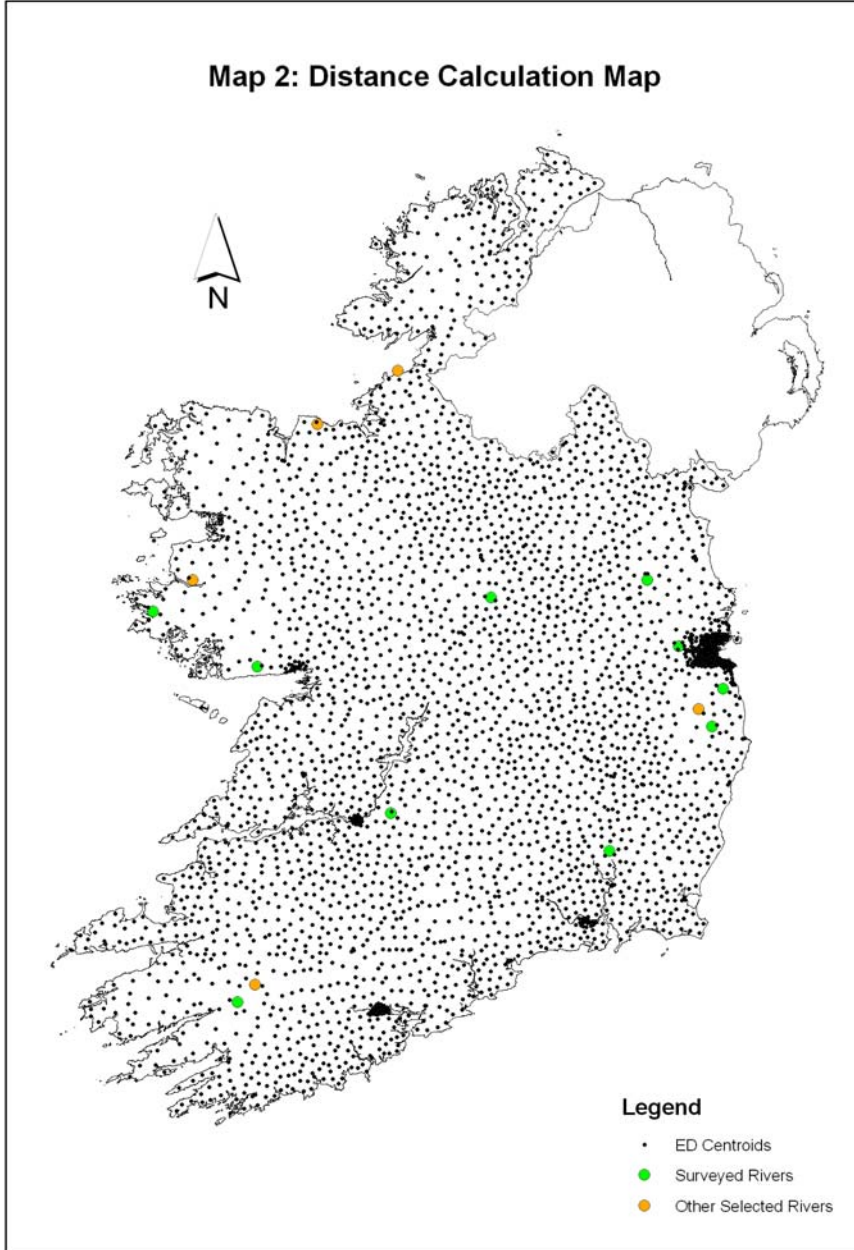 Map 2: Distance Calculation Map
N
Legend
ED Centroids
Surveyed Rivers
Other Selected Rivers